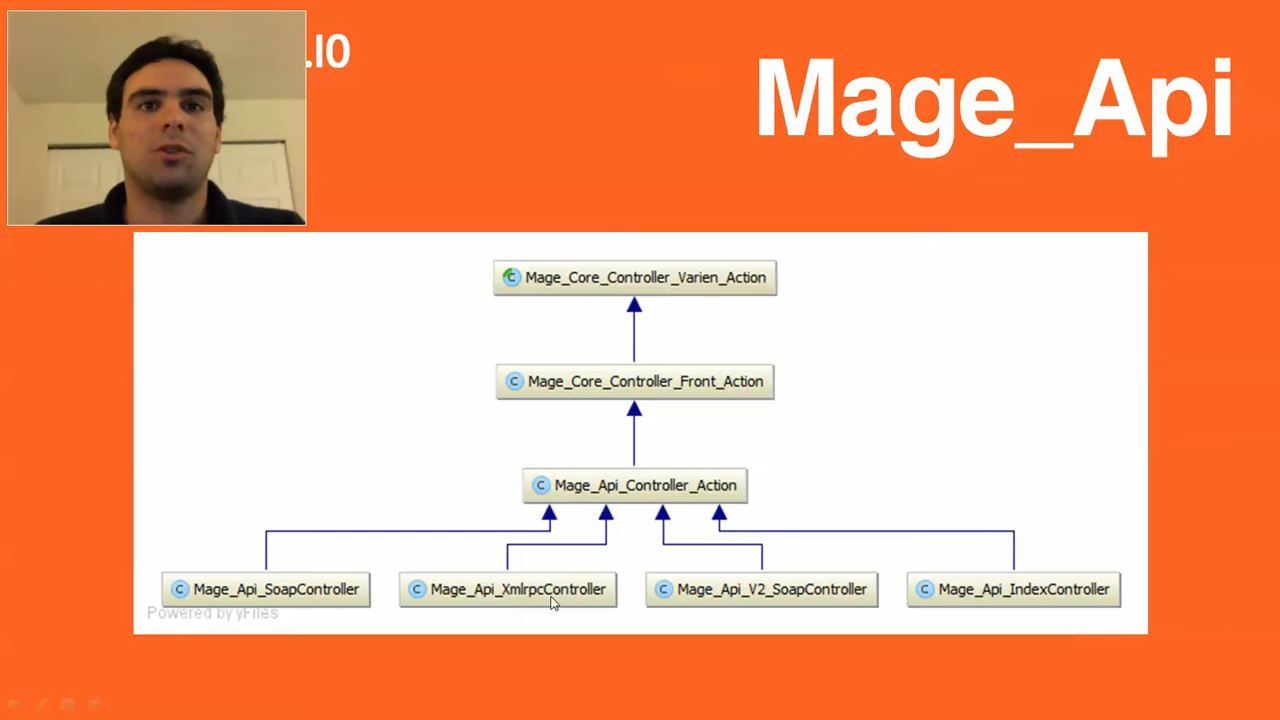 .IO
Mage_Api
Mage_Core_Controller_Varien_Action
Mage_Core_Controller_Front_Action
Mage_Api_Controller_Action
Mage_Api_SoapController
Mage_Api_XmlrpcController
Mage_Api_V2_SoapController
Mage_Api_IndexController
Powered by yFiles